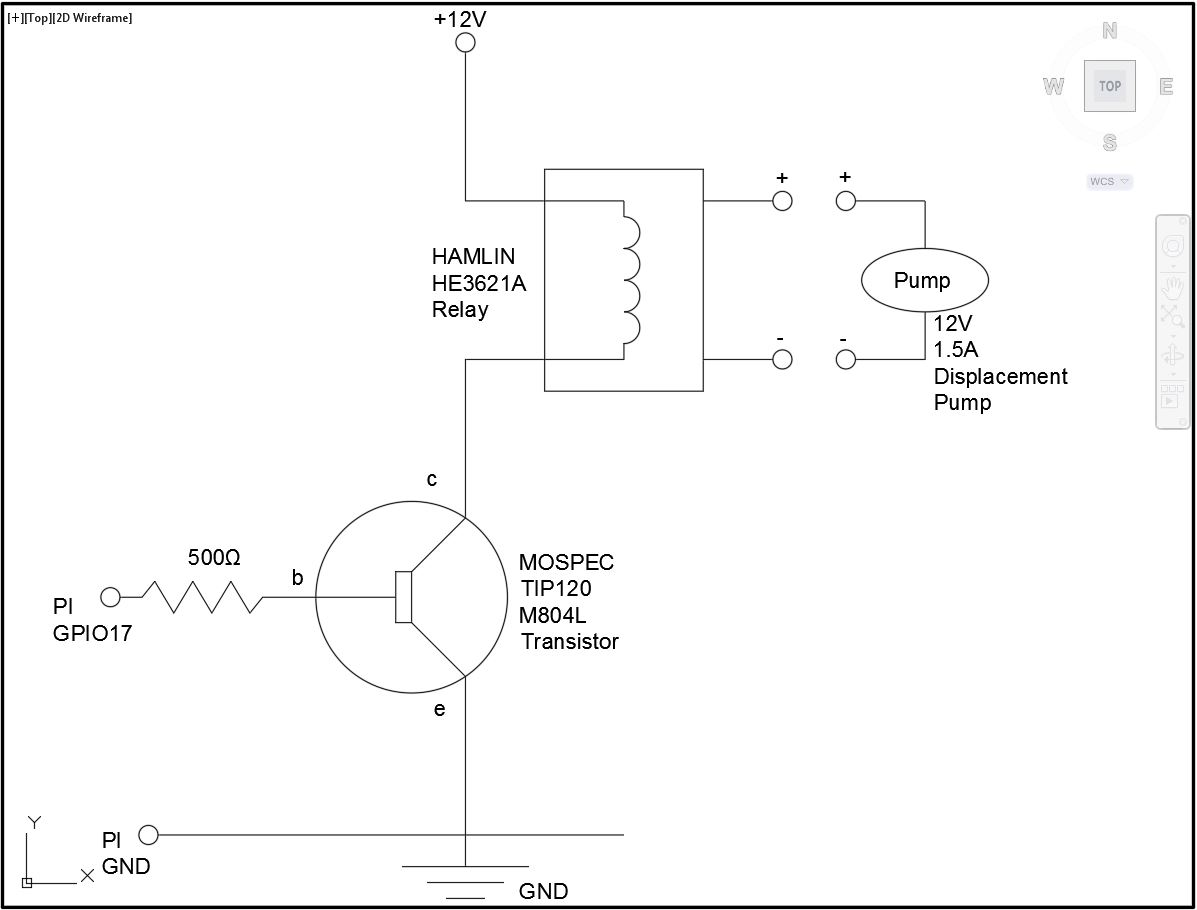 [+][Top][2D Wireframe]
+12V
N
W
TOP
E
S
WCS
+
+
HAMLIN
HE3621A
Relay
Pump
12V
1.5A
Displacement
Pump
-
-
c
500Ω
b
PI
GPIO17
MOSPEC
TIP120
M804L
Transistor
e
Y
X
PI
GND
GND